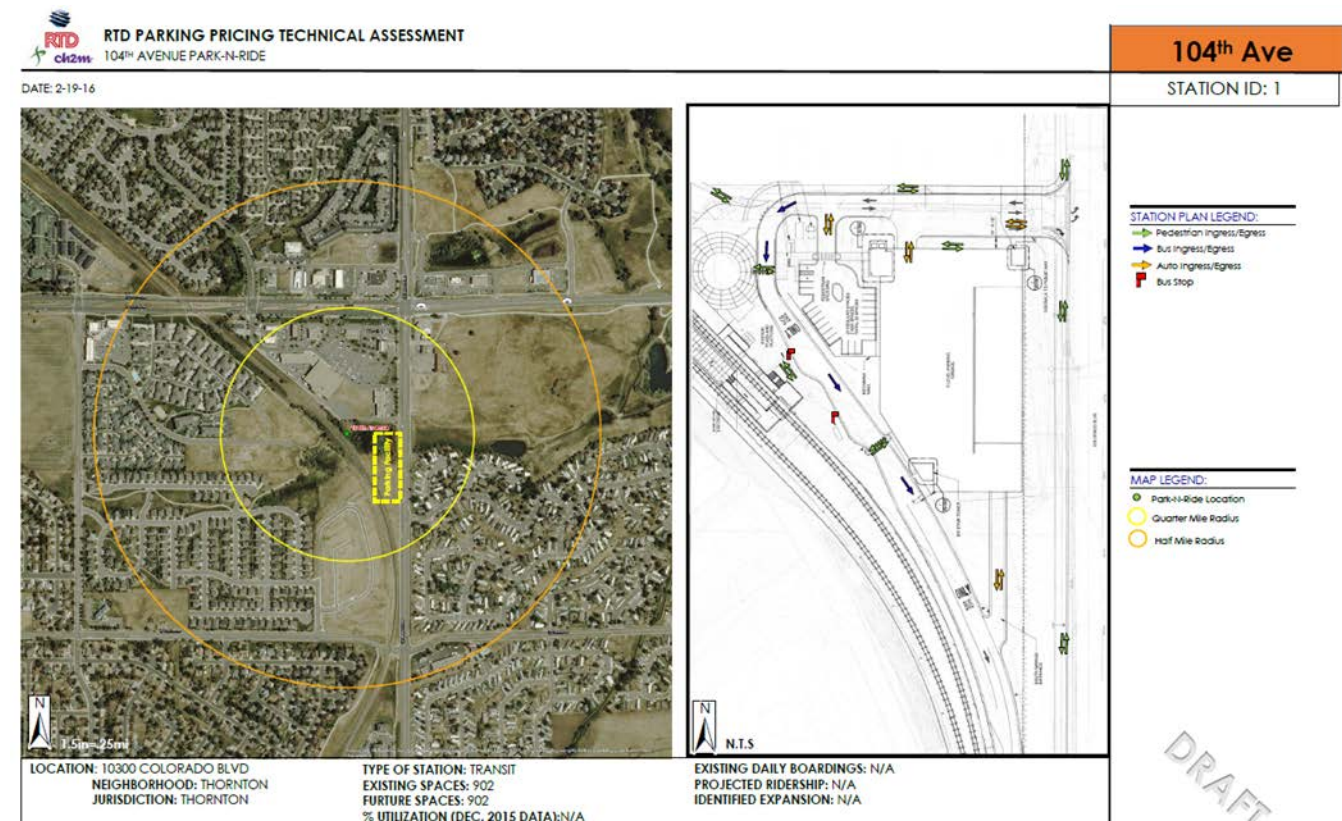 RTD
ch2m
RTD PARKING PRICING TECHNICAL ASSESSMENT
104TH AVENUE PARK-N-RIDE
104th Ave
DATE: 2-19-16
STATION ID: 1
STATION PLAN LEGEND:
Pedestrian Ingress/Egress
Bus Ingress/Egress
Auto Ingress/Egress
Bus Stop
Parking Facility
MAP LEGEND:
Park-N-Ride Location
Quarter Mile Radius
Half Mile Radius
N
1.5in=.25mi
N
N.T.S
DRAFT
LOCATION: 10300 COLORADO BLVD
NEIGHBORHOOD: THORNTON
JURISDICTION: THORNTON
TYPE OF STATION: TRANSIT
EXISTING SPACES: 902
FURTURE SPACES: 902
% UTILIZATION (DEC. 2015 DATA):N/A
EXISTING DAILY BOARDINGS: N/A
PROJECTED RIDERSHIP: N/A
IDENTIFIED EXPANSION: N/A